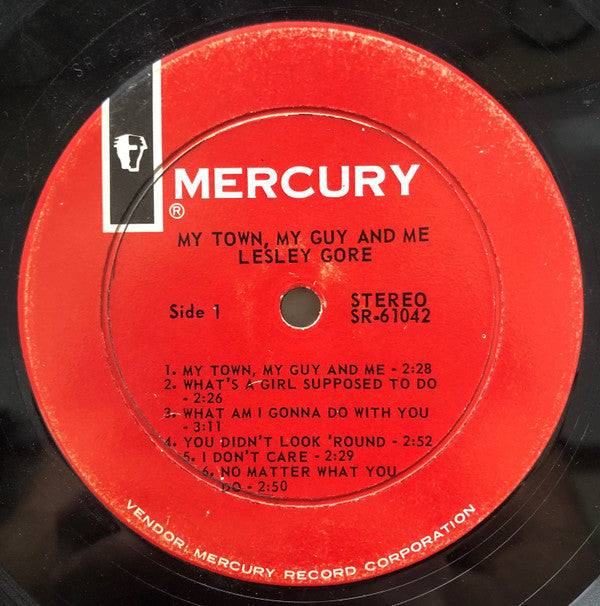 MERCURY
®
MY TOWN, MY GUY AND ME
LESLEY GORE
Side 1
STEREO
SR-61042
1. MY TOWN, MY GUY AND ME - 2:28
2. WHAT'S A GIRL SUPPOSED TO DO
- 2:26
3. WHAT AM I GONNA DO WITH YOU
- 3:11
4. YOU DIDN'T LOOK 'ROUND - 2:52
5. I DON'T CARE - 2:29
6. NO MATTER WHAT YOU
DO - 2:50
VENDOR: MERCURY RECORD CORPORATION